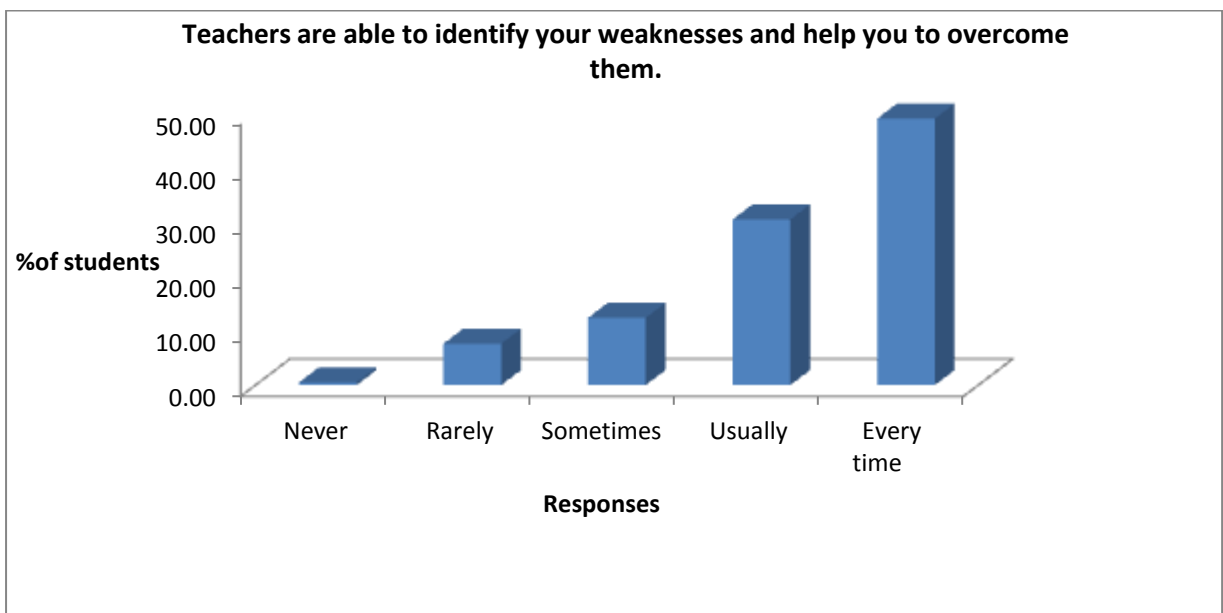 Teachers are able to identify your weaknesses and help you to overcome
them.
50.00
40.00
30.00
%of students
20.00
10.00
0.00
Never Rarely Sometimes Usually Every
time
Responses